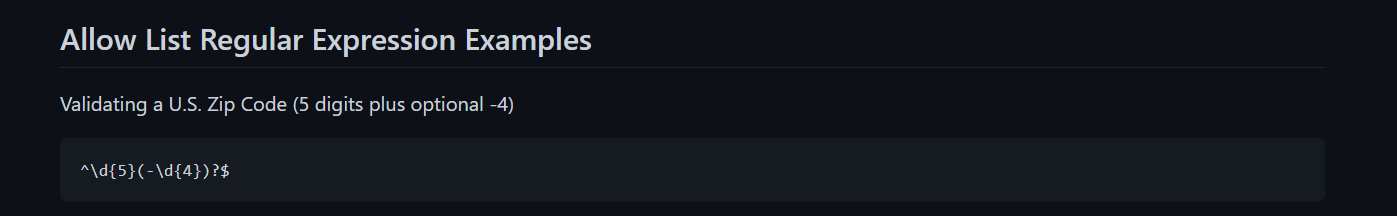 Allow List Regular Expression Examples
Validating a U.S. Zip Code (5 digits plus optional -4)
^\d{5}(-\d{4})?$